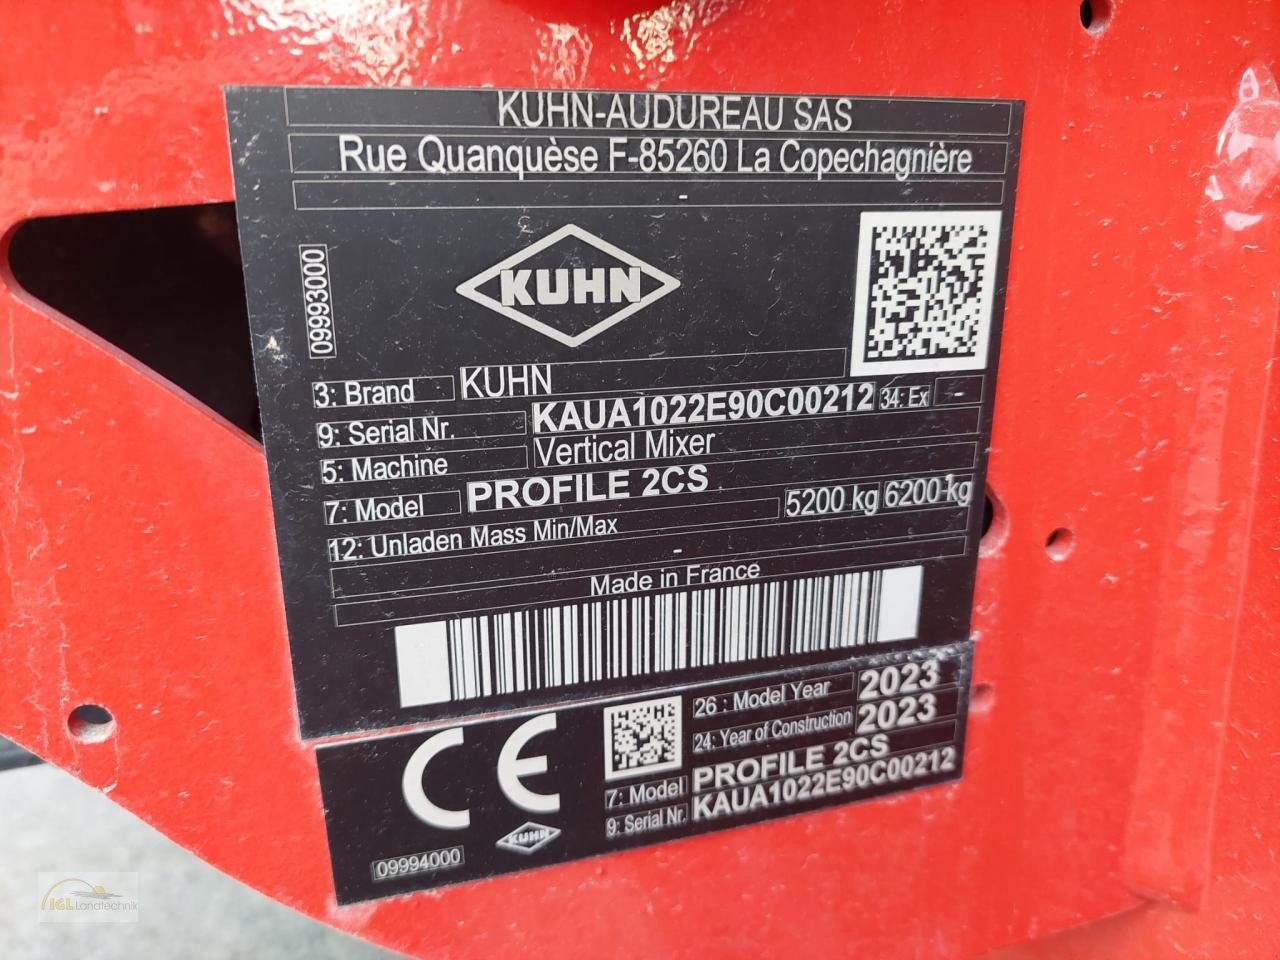 KUHN-AUDUREAU SAS
Rue Quanquèse F-85260 La Copechagnière
-
09993000
KUHN
3: Brand KUHN
9: Serial Nr. KAUA1022E90C00212 34: Ex -
5: Machine Vertical Mixer
7: Model PROFILE 2CS
12: Unladen Mass Min/Max 5200 kg 6200 kg
-
Made in France
CE
KUHN
09994000
26 : Model Year 2023
24: Year of Construction 2023
7: Model PROFILE 2CS
9: Serial Nr. KAUA1022E90C00212
IGL Landtechnik